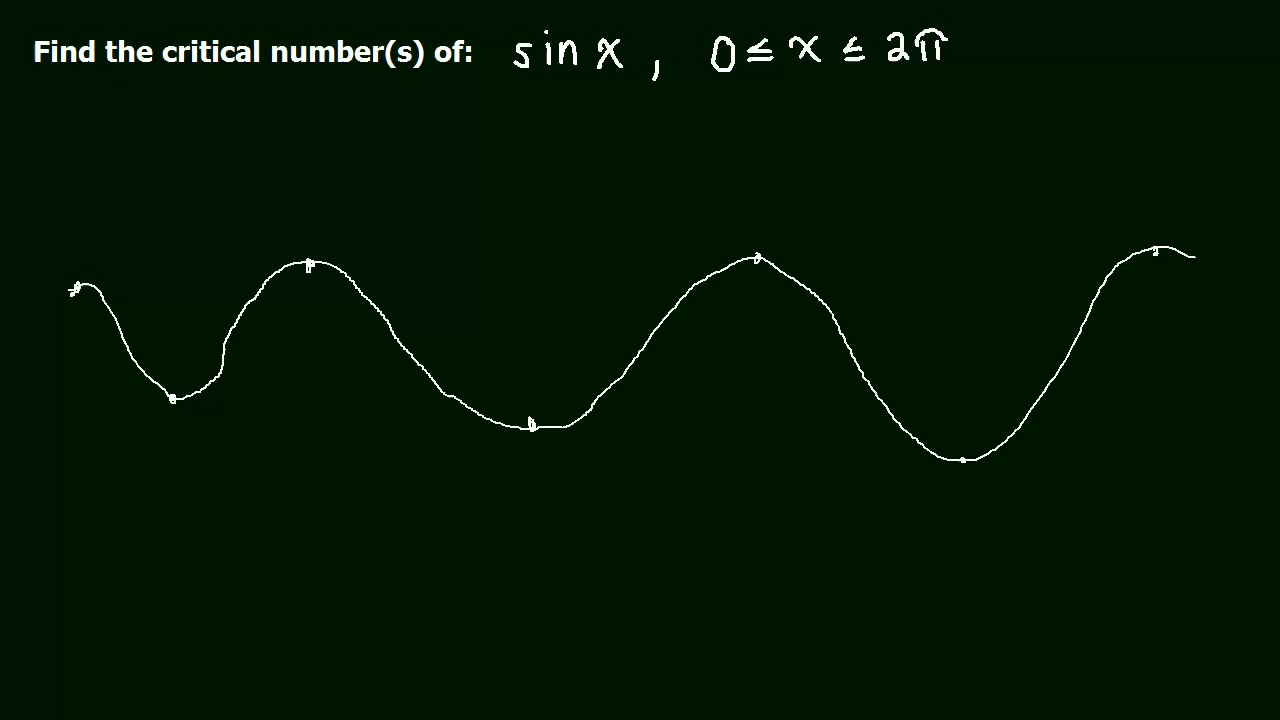 Find the critical number(s) of: sin x , 0 ≤ x ≤ 2π